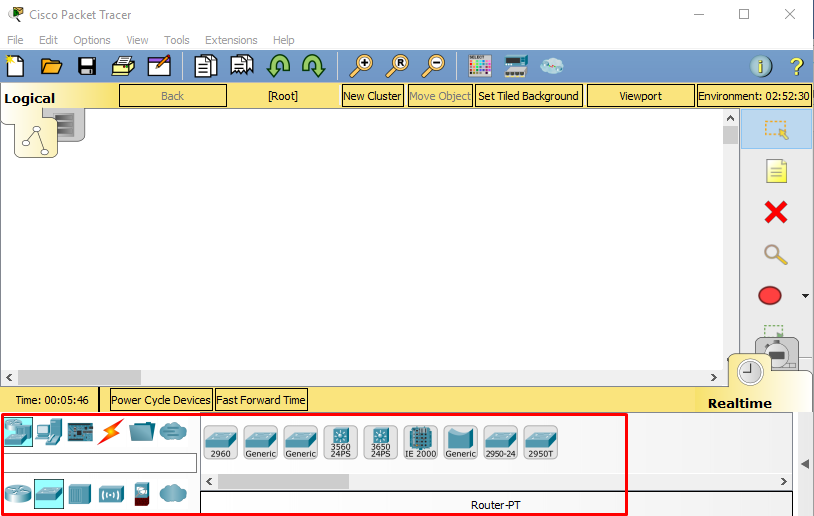 Cisco Packet Tracer
File Edit Options View Tools Extensions Help
SELECT
Logical Back [Root] New Cluster Move Object Set Tiled Background Viewport Environment: 02:52:30
Time: 00:05:46 Power Cycle Devices Fast Forward Time
Realtime
2960 Generic Generic 3560 24PS 3650 24PS IE 2000 Generic 2950-24 2950T
Router-PT